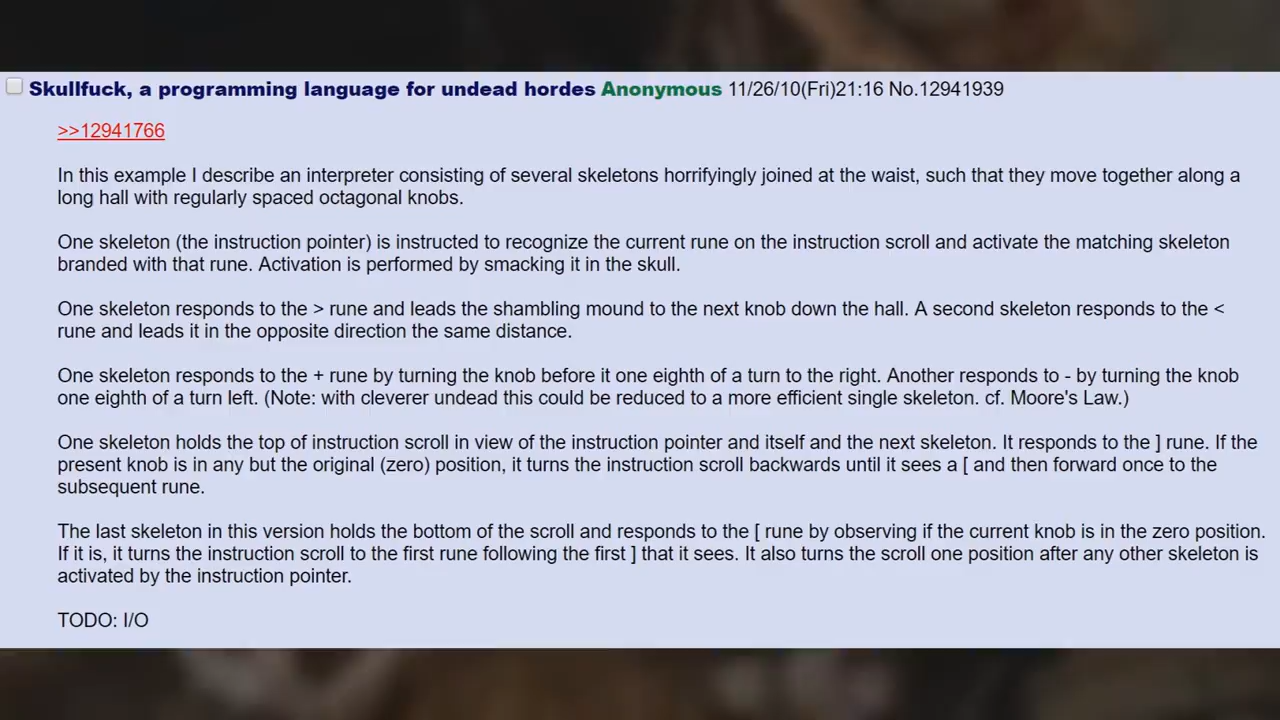 Skullfuck, a programming language for undead hordes Anonymous 11/26/10(Fri)21:16 No.12941939
>>12941766
In this example I describe an interpreter consisting of several skeletons horrifyingly joined at the waist, such that they move together along a
long hall with regularly spaced octagonal knobs.
One skeleton (the instruction pointer) is instructed to recognize the current rune on the instruction scroll and activate the matching skeleton
branded with that rune. Activation is performed by smacking it in the skull.
One skeleton responds to the > rune and leads the shambling mound to the next knob down the hall. A second skeleton responds to the <
rune and leads it in the opposite direction the same distance.
One skeleton responds to the + rune by turning the knob before it one eighth of a turn to the right. Another responds to - by turning the knob
one eighth of a turn left. (Note: with cleverer undead this could be reduced to a more efficient single skeleton. cf. Moore's Law.)
One skeleton holds the top of instruction scroll in view of the instruction pointer and itself and the next skeleton. It responds to the ] rune. If the
present knob is in any but the original (zero) position, it turns the instruction scroll backwards until it sees a [ and then forward once to the
subsequent rune.
The last skeleton in this version holds the bottom of the scroll and responds to the [ rune by observing if the current knob is in the zero position.
If it is, it turns the instruction scroll to the first rune following the first ] that it sees. It also turns the scroll one position after any other skeleton is
activated by the instruction pointer.
TODO: I/O